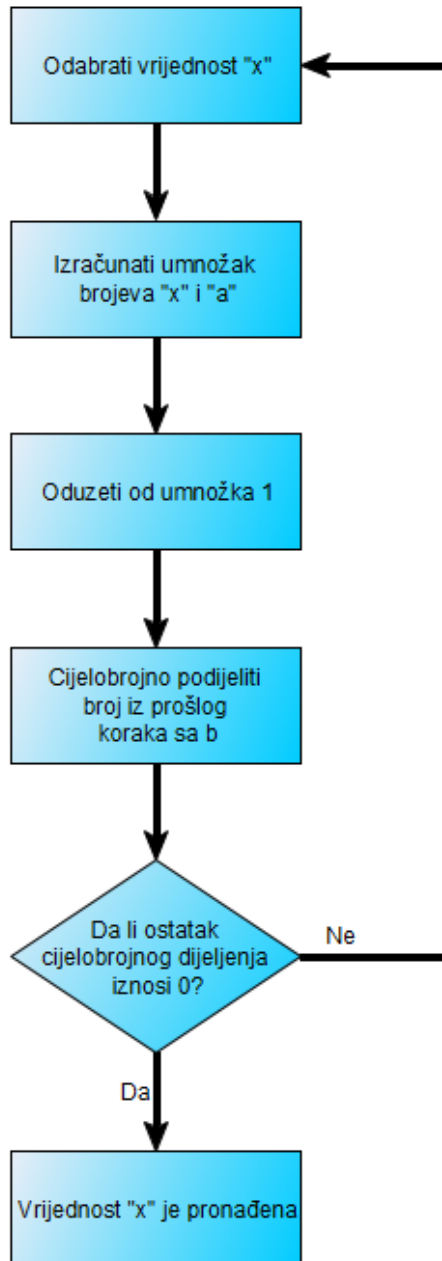 Odabrati vrijednost "x"
Izračunati umnožak
brojeva "x" i "a"
Oduzeti od umnožka 1
Cijelobrojno podijeliti
broj iz prošlog
koraka sa b
Da li ostatak
cijelobrojnog dijeljenja
iznosi 0?
Ne
Da
Vrijednost "x" je pronađena